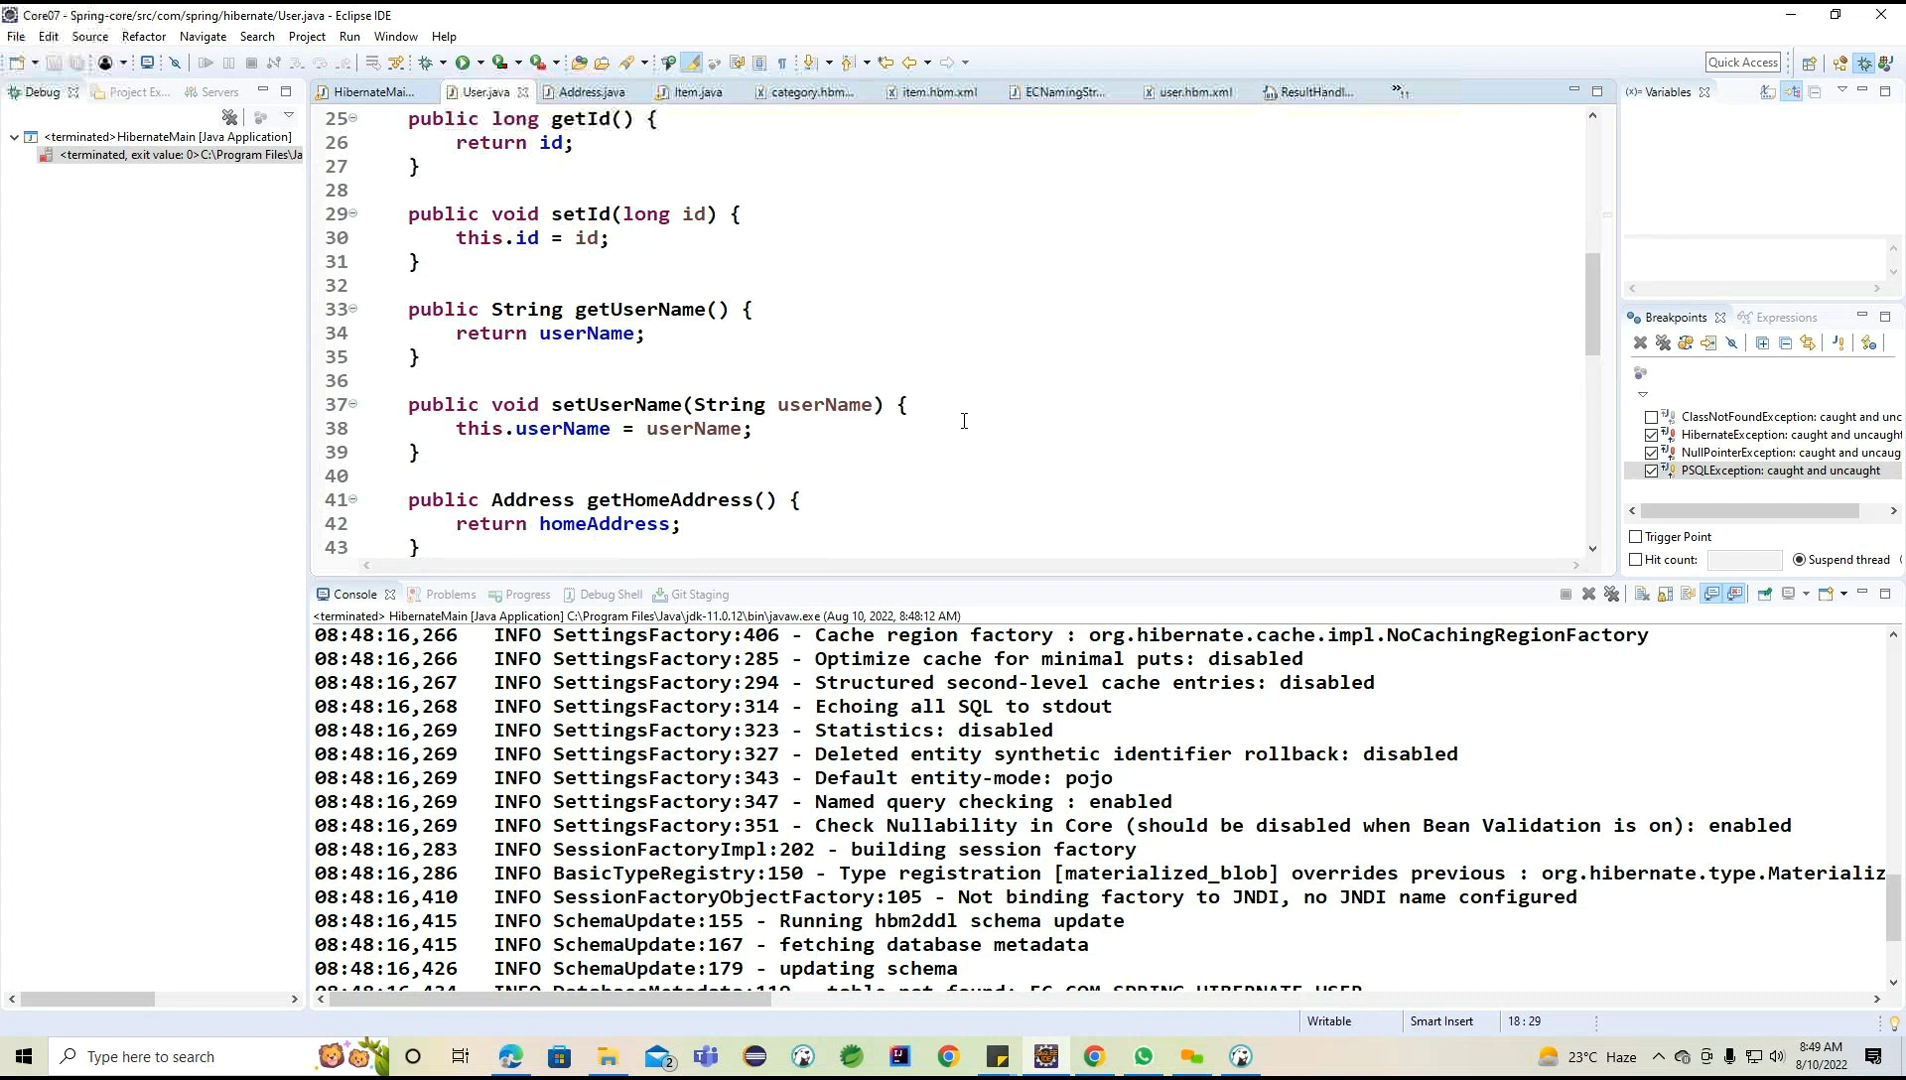 Core07 - Spring-core/src/com/spring/hibernate/User.java - Eclipse IDE
File Edit Source Refactor Navigate Search Project Run Window Help
Quick Access
Debug Project Ex... Servers
HibernateMai... User.java Address.java Item.java category.hbm... item.hbm.xml ECNamingStr... user.hbm.xml ResultHandl... 11
Variables
<terminated>HibernateMain [Java Application]
<terminated, exit value: 0>C:\Program Files\Ja
25 public long getId() {
26 return id;
27 }
28
29 public void setId(long id) {
30 this.id = id;
31 }
32
33 public String getUserName() {
34 return userName;
35 }
36
37 public void setUserName(String userName) {
38 this.userName = userName;
39 }
40
41 public Address getHomeAddress() {
42 return homeAddress;
43 }
Breakpoints Expressions
ClassNotFoundException: caught and unc
HibernateException: caught and uncaught
NullPointerException: caught and uncaug
PSQLException: caught and uncaught
Trigger Point
Hit count: Suspend thread
Console Problems Progress Debug Shell Git Staging
<terminated> HibernateMain [Java Application] C:\Program Files\Java\jdk-11.0.12\bin\javaw.exe (Aug 10, 2022, 8:48:12 AM)
08:48:16,266 INFO SettingsFactory:406 - Cache region factory : org.hibernate.cache.impl.NoCachingRegionFactory
08:48:16,266 INFO SettingsFactory:285 - Optimize cache for minimal puts: disabled
08:48:16,267 INFO SettingsFactory:294 - Structured second-level cache entries: disabled
08:48:16,268 INFO SettingsFactory:314 - Echoing all SQL to stdout
08:48:16,269 INFO SettingsFactory:323 - Statistics: disabled
08:48:16,269 INFO SettingsFactory:327 - Deleted entity synthetic identifier rollback: disabled
08:48:16,269 INFO SettingsFactory:343 - Default entity-mode: pojo
08:48:16,269 INFO SettingsFactory:347 - Named query checking : enabled
08:48:16,269 INFO SettingsFactory:351 - Check Nullability in Core (should be disabled when Bean Validation is on): enabled
08:48:16,283 INFO SessionFactoryImpl:202 - building session factory
08:48:16,286 INFO BasicTypeRegistry:150 - Type registration [materialized_blob] overrides previous : org.hibernate.type.Materializ
08:48:16,410 INFO SessionFactoryObjectFactory:105 - Not binding factory to JNDI, no JNDI name configured
08:48:16,415 INFO SchemaUpdate:155 - Running hbm2ddl schema update
08:48:16,415 INFO SchemaUpdate:167 - fetching database metadata
08:48:16,426 INFO SchemaUpdate:179 - updating schema
08:48:16,434 INFO DatabaseMetadata:119 - table not found: EC_COM_SPRING_HIBERNATE_USER
Writable Smart Insert 18 : 29
Type here to search
2
23°C Haze
8:49 AM
8/10/2022